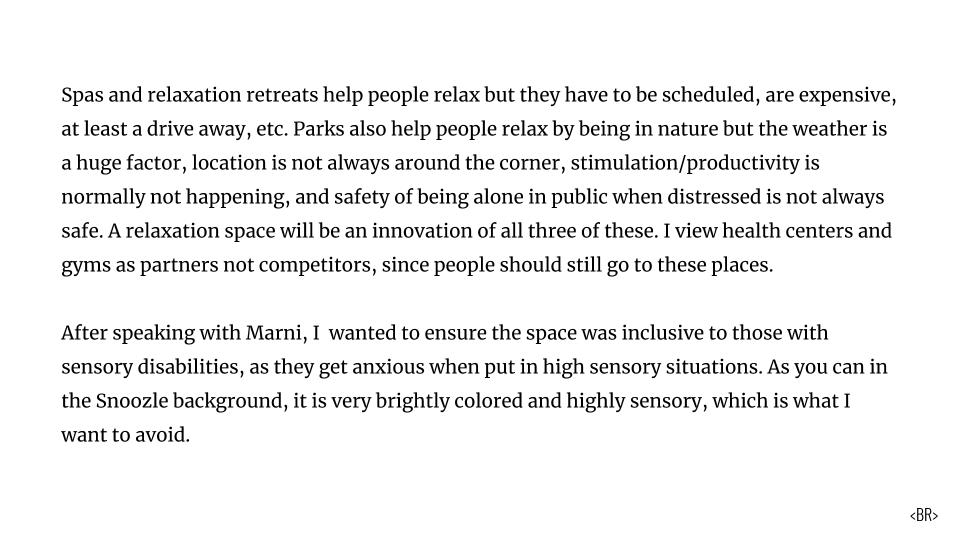 Spas and relaxation retreats help people relax but they have to be scheduled, are expensive,
at least a drive away, etc. Parks also help people relax by being in nature but the weather is
a huge factor, location is not always around the corner, stimulation/productivity is
normally not happening, and safety of being alone in public when distressed is not always
safe. A relaxation space will be an innovation of all three of these. I view health centers and
gyms as partners not competitors, since people should still go to these places.
After speaking with Marni, I  wanted to ensure the space was inclusive to those with
sensory disabilities, as they get anxious when put in high sensory situations. As you can in
the Snoozle background, it is very brightly colored and highly sensory, which is what I
want to avoid.
<BR>